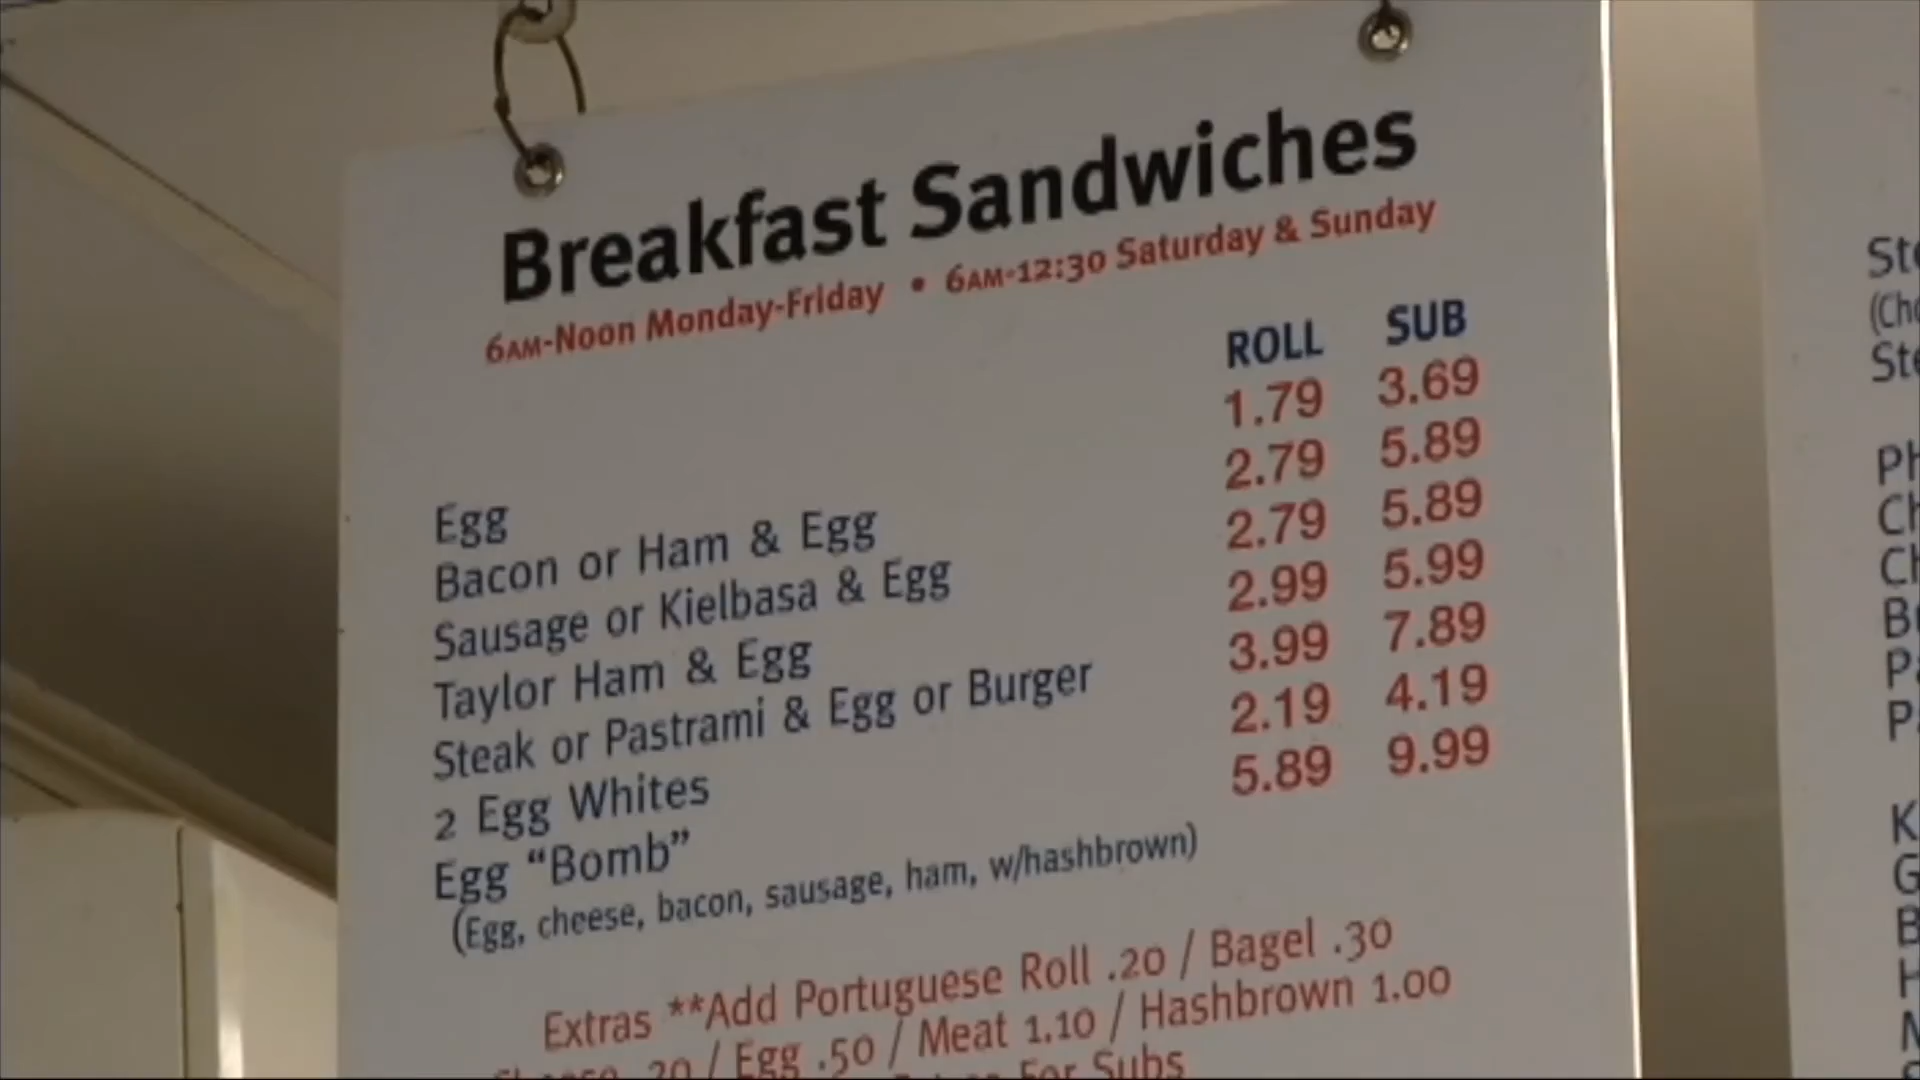 Breakfast Sandwiches
6AM-Noon Monday-Friday • 6AM-12:30 Saturday & Sunday
ROLL SUB
Egg 1.79 3.69
Bacon or Ham & Egg 2.79 5.89
Sausage or Kielbasa & Egg 2.79 5.89
Taylor Ham & Egg 2.99 5.99
Steak or Pastrami & Egg or Burger 3.99 7.89
2 Egg Whites 2.19 4.19
Egg “Bomb” 5.89 9.99
(Egg, cheese, bacon, sausage, ham, w/hashbrown)
Extras **Add Portuguese Roll .20 / Bagel .30
/ Egg .50 / Meat 1.10 / Hashbrown 1.00
For Subs